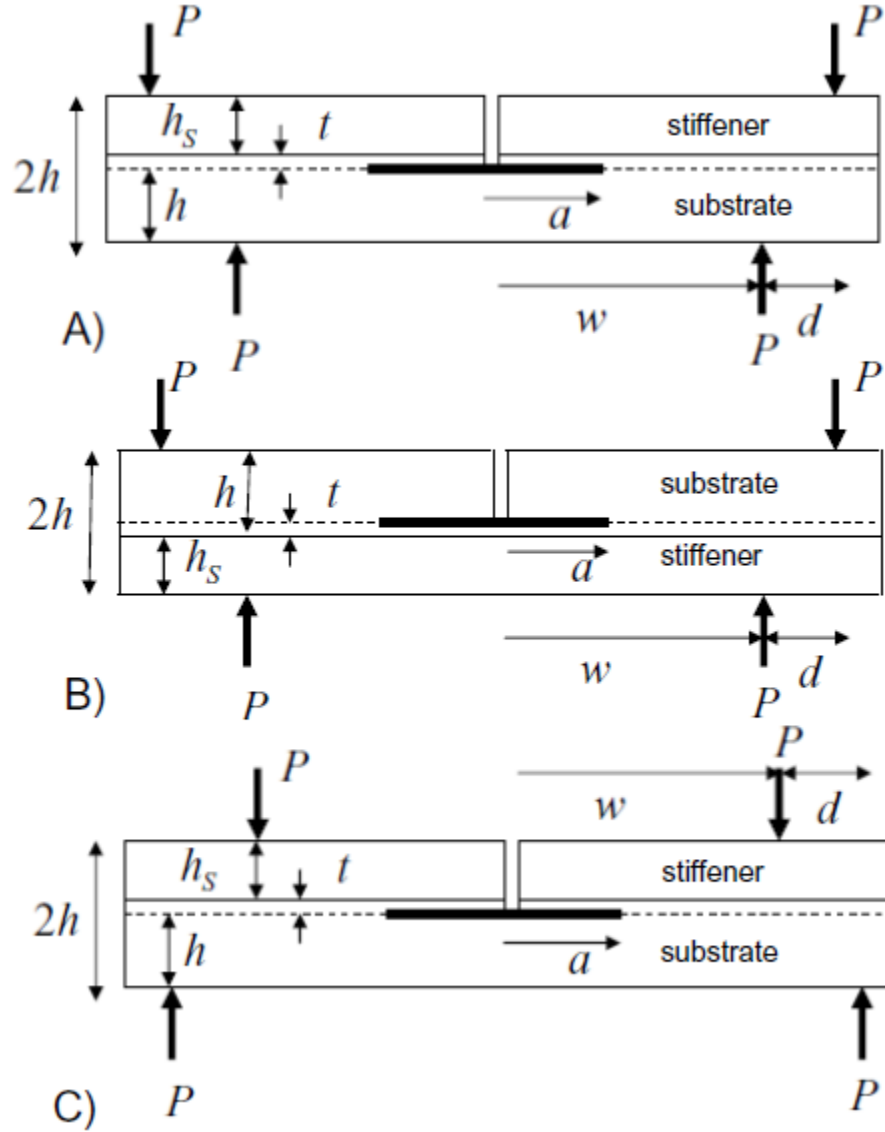 P P
h_s t stiffener
2h
h a substrate
w d
A) P P
P P
h t substrate
2h
h_s a stiffener
w d
B) P P
P P
w d
h_s t stiffener
2h
h a substrate
C) P P